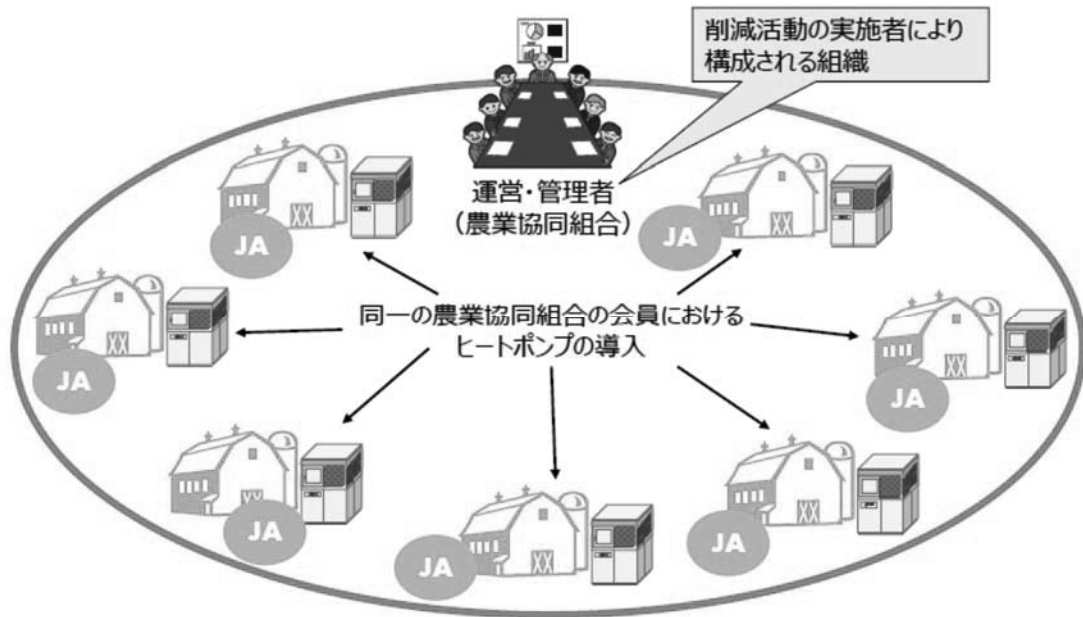 削減活動の実施者により
構成される組織
運営・管理者
（農業協同組合）
JA
JA
同一の農業協同組合の会員における
ヒートポンプの導入
JA
JA
JA
JA
JA